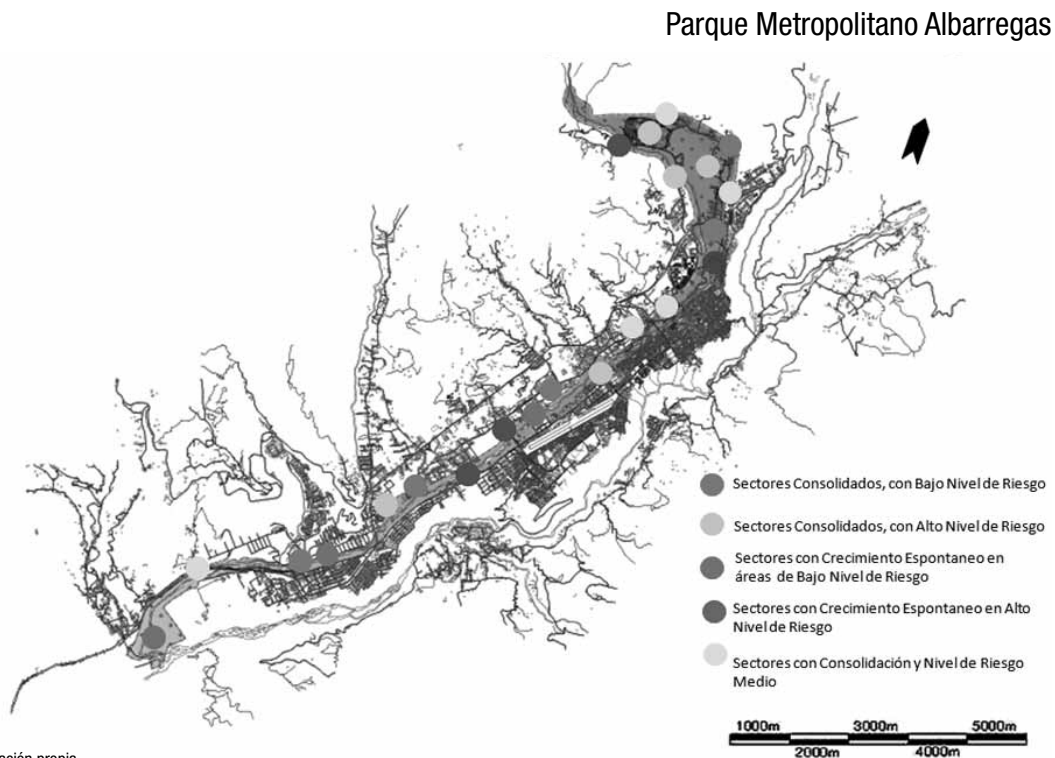 Parque Metropolitano Albarregas
Sectores Consolidados, con Bajo Nivel de Riesgo
Sectores Consolidados, con Alto Nivel de Riesgo
Sectores con Crecimiento Espontaneo en
áreas de Bajo Nivel de Riesgo
Sectores con Crecimiento Espontaneo en Alto
Nivel de Riesgo
Sectores con Consolidación y Nivel de Riesgo
Medio
1000m 3000m 5000m
2000m 4000m